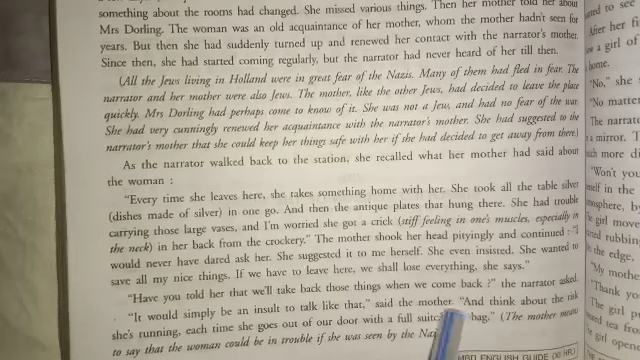 something about the rooms had changed. She missed various things. Then her mother told her about
Mrs Dorling. The woman was an old acquaintance of her mother, whom the mother hadn't seen for
years. But then she had suddenly turned up and renewed her contact with the narrator's mother.
Since then, she had started coming regularly, but the narrator had never heard of her till then.
(All the Jews living in Holland were in great fear of the Nazis. Many of them had fled in fear. The
narrator and her mother were also Jews. The mother, like the other Jews, had decided to leave the place
quickly. Mrs Dorling had perhaps come to know of it. She was not a Jew, and had no fear of the war.
She had very cunningly renewed her acquaintance with the narrator's mother. She had suggested to the
narrator's mother that she could keep her things safe with her if she had decided to get away from there.)
As the narrator walked back to the station, she recalled what her mother had said about
the woman :
"Every time she leaves here, she takes something home with her. She took all the table silver
(dishes made of silver) in one go. And then the antique plates that hung there. She had trouble
carrying those large vases, and I'm worried she got a crick (stiff feeling in one's muscles, especially in
the neck) in her back from the crockery." The mother shook her head pityingly and continued : "I
would never have dared ask her. She suggested it to me herself. She even insisted. She wanted to
save all my nice things. If we have to leave here, we shall lose everything, she says."
"Have you told her that we'll take back those things when we come back ?" the narrator asked.
"It would simply be an insult to talk like that," said the mother. "And think about the risk
she's running, each time she goes out of our door with a full bag." (The mother means
to say that the woman could be in trouble if she was seen by the
MBD ENGLISH GUIDE (XI HR)